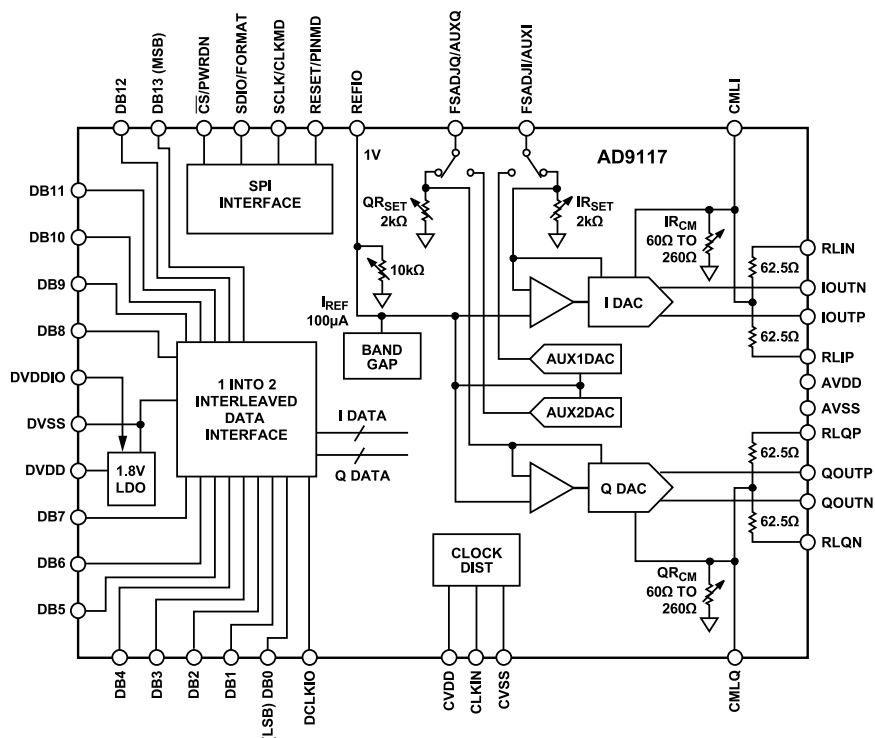 DB12
DB13 (MSB)
CS/PWRDN
SDIO/FORMAT
SCLK/CLKMD
RESET/PINMD
REFIO
FSADJQ/AUXQ
FSADJI/AUXI
CMLI
1V
AD9117
SPI
INTERFACE
DB11
DB10
DB9
DB8
DVDDIO
DVSS
DVDD
DB7
DB6
DB5
QRSET
2kΩ
IRSET
2kΩ
IRCM
60Ω TO
260Ω
10kΩ
IREF
100µA
BAND
GAP
I DAC
AUX1DAC
AUX2DAC
Q DAC
62.5Ω
62.5Ω
62.5Ω
62.5Ω
RLIN
IOUTN
IOUTP
RLIP
AVDD
AVSS
RLQP
QOUTP
QOUTN
RLQN
1 INTO 2
INTERLEAVED
DATA
INTERFACE
I DATA
Q DATA
1.8V
LDO
CLOCK
DIST
QRCM
60Ω TO
260Ω
DB4
DB3
DB2
DB1
(LSB) DB0
DCLKIO
CVDD
CLKIN
CVSS
CMLQ